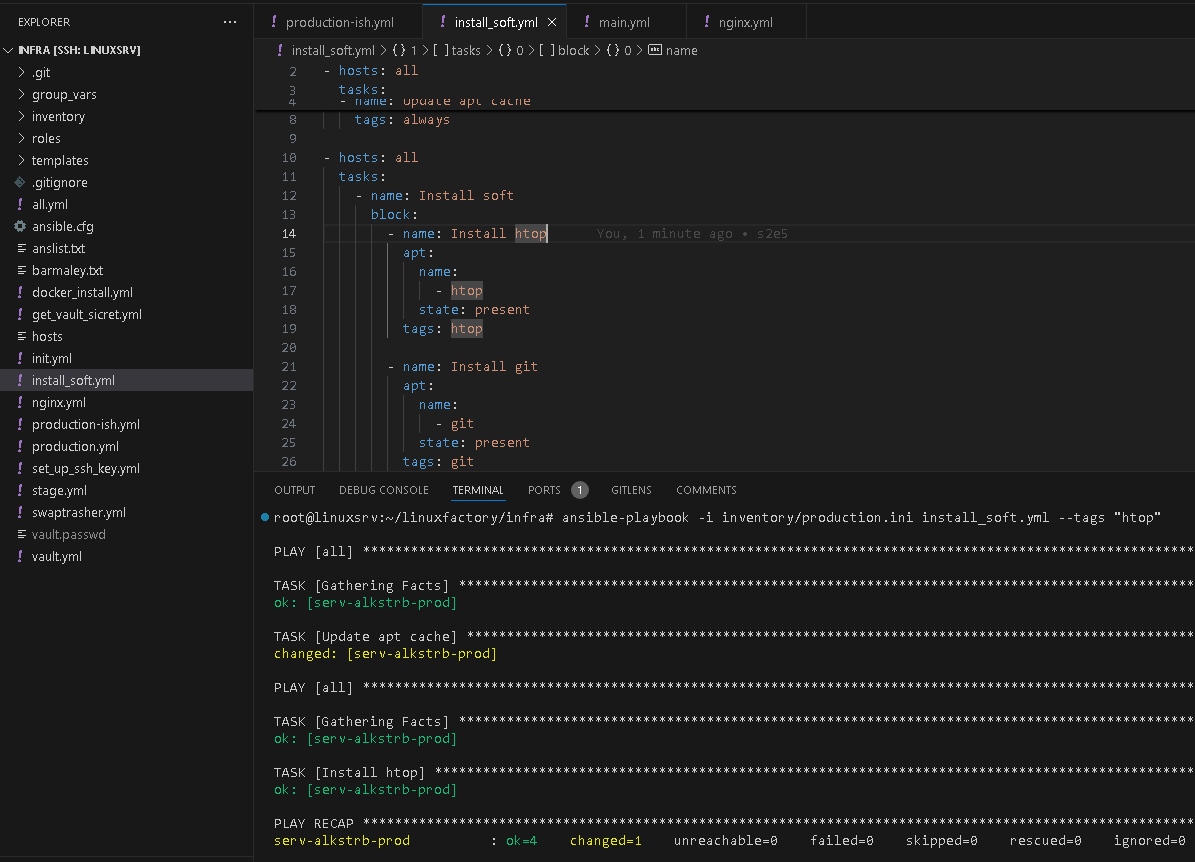 EXPLORER ···
INFRA [SSH: LINUXSRV]
.git
group_vars
inventory
roles
templates
.gitignore
all.yml
ansible.cfg
anslist.txt
barmaley.txt
docker_install.yml
get_vault_sicret.yml
hosts
init.yml
install_soft.yml
nginx.yml
production-ish.yml
production.yml
set_up_ssh_key.yml
stage.yml
swaptrasher.yml
vault.passwd
vault.yml
! production-ish.yml ! install_soft.yml × ! main.yml ! nginx.yml
! install_soft.yml > {} 1 > [ ] tasks > {} 0 > [ ] block > {} 0 > abc name
2 - hosts: all
3 tasks:
4 - name: Update apt cache
8 tags: always
9
10 - hosts: all
11 tasks:
12 - name: Install soft
13 block:
14 - name: Install htop You, 1 minute ago • s2e5
15 apt:
16 name:
17 - htop
18 state: present
19 tags: htop
20
21 - name: Install git
22 apt:
23 name:
24 - git
25 state: present
26 tags: git
OUTPUT DEBUG CONSOLE TERMINAL PORTS 1 GITLENS COMMENTS
root@linuxsrv:~/linuxfactory/infra# ansible-playbook -i inventory/production.ini install_soft.yml --tags "htop"
PLAY [all] ********************************************************************************************************
TASK [Gathering Facts] ********************************************************************************************
ok: [serv-alkstrb-prod]
TASK [Update apt cache] *******************************************************************************************
changed: [serv-alkstrb-prod]
PLAY [all] ********************************************************************************************************
TASK [Gathering Facts] ********************************************************************************************
ok: [serv-alkstrb-prod]
TASK [Install htop] ***********************************************************************************************
ok: [serv-alkstrb-prod]
PLAY RECAP ********************************************************************************************************
serv-alkstrb-prod : ok=4 changed=1 unreachable=0 failed=0 skipped=0 rescued=0 ignored=0